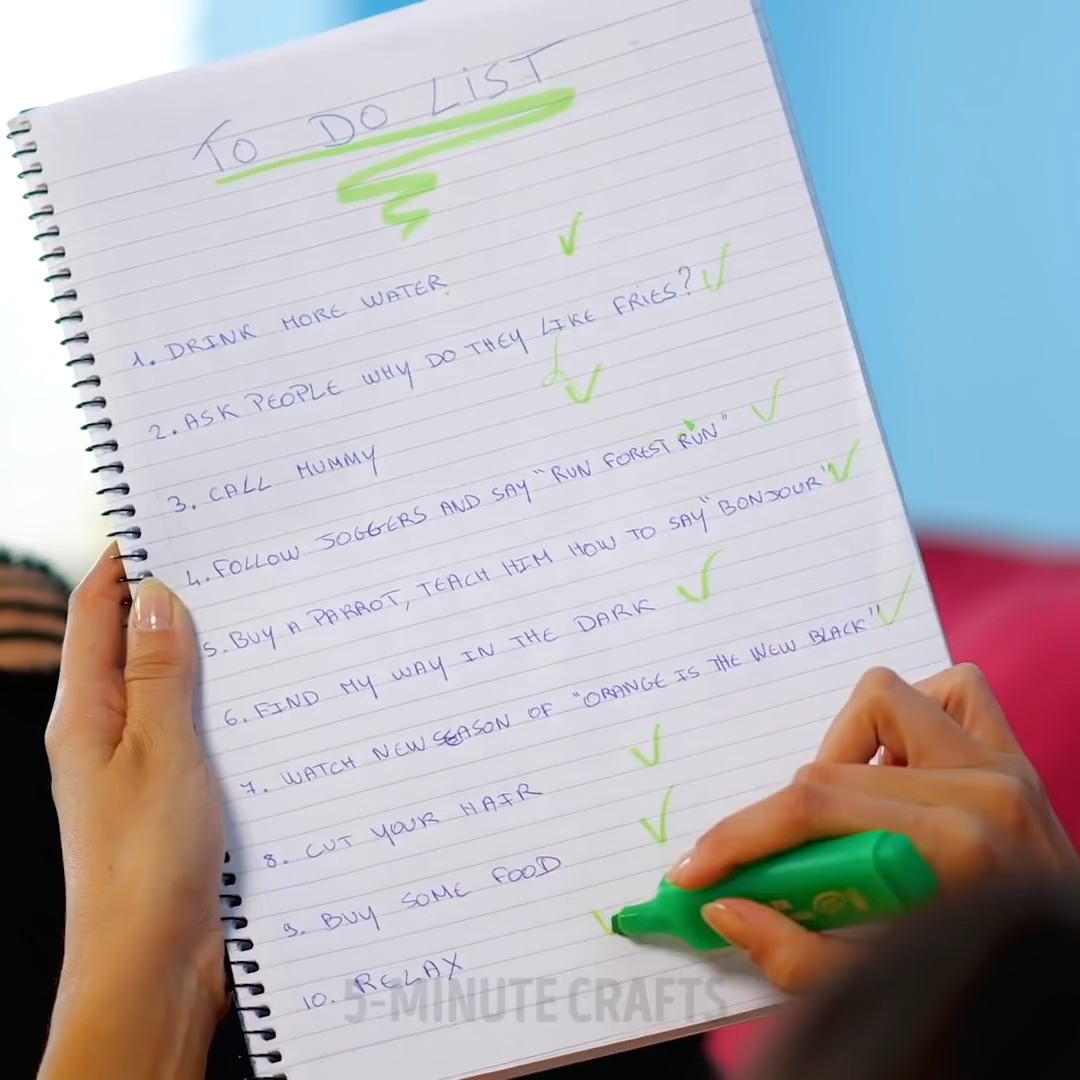 TO DO LIST
1. DRINK MORE WATER.
2. ASK PEOPLE WHY DO THEY LIKE FRIES?
3. CALL MUMMY
4. FOLLOW JOGGERS AND SAY "RUN FOREST RUN"
5. BUY A PARROT, TEACH HIM HOW TO SAY "BONJOUR"
6. FIND MY WAY IN THE DARK
7. WATCH NEW SEASON OF "ORANGE IS THE NEW BLACK"
8. CUT YOUR HAIR
9. BUY SOME FOOD
10. RELAX
5-MINUTE CRAFTS